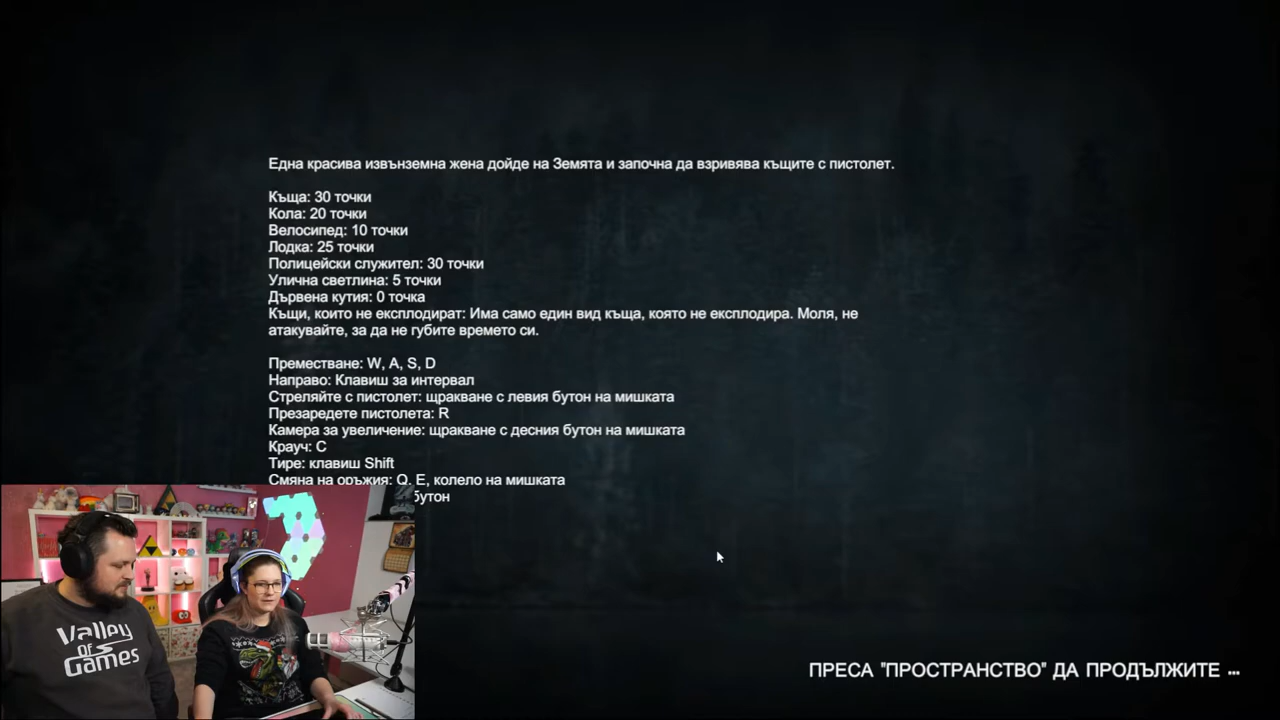 Една красива извънземна жена дойде на Земята и започна да взривява къщите с пистолет.
Къща: 30 точки
Кола: 20 точки
Велосипед: 10 точки
Лодка: 25 точки
Полицейски служител: 30 точки
Улична светлина: 5 точки
Дървена кутия: 0 точка
Къщи, които не експлодират: Има само един вид къща, която не експлодира. Моля, не
атакувайте, за да не губите времето си.
Преместване: W, A, S, D
Направо: Клавиш за интервал
Стреляйте с пистолет: щракване с левия бутон на мишката
Презаредете пистолета: R
Камера за увеличение: щракване с десния бутон на мишката
Крауч: C
Тире: клавиш Shift
Смяна на оръжия: Q, E, колело на мишката
бутон
Valley
of
Games
ПРЕСА "ПРОСТРАНСТВО" ДА ПРОДЪЛЖИТЕ ...